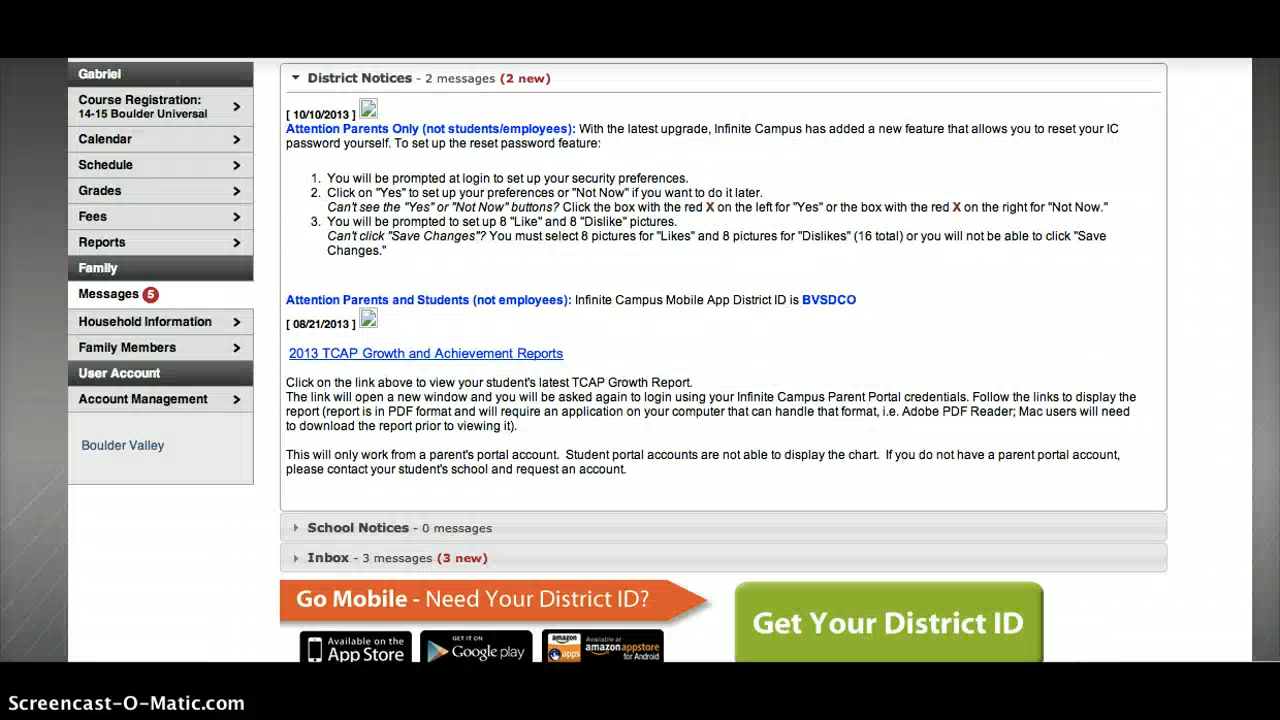 Gabriel
Course Registration:
14-15 Boulder Universal
Calendar
Schedule
Grades
Fees
Reports
Family
Messages 5
Household Information
Family Members
User Account
Account Management
Boulder Valley
District Notices - 2 messages (2 new)
[ 10/10/2013 ]
Attention Parents Only (not students/employees): With the latest upgrade, Infinite Campus has added a new feature that allows you to reset your IC
password yourself. To set up the reset password feature:
1. You will be prompted at login to set up your security preferences.
2. Click on "Yes" to set up your preferences or "Not Now" if you want to do it later.
Can't see the "Yes" or "Not Now" buttons? Click the box with the red X on the left for "Yes" or the box with the red X on the right for "Not Now."
3. You will be prompted to set up 8 "Like" and 8 "Dislike" pictures.
Can't click "Save Changes"? You must select 8 pictures for "Likes" and 8 pictures for "Dislikes" (16 total) or you will not be able to click "Save
Changes."
Attention Parents and Students (not employees): Infinite Campus Mobile App District ID is BVSDCO
[ 08/21/2013 ]
2013 TCAP Growth and Achievement Reports
Click on the link above to view your student's latest TCAP Growth Report.
The link will open a new window and you will be asked again to login using your Infinite Campus Parent Portal credentials. Follow the links to display the
report (report is in PDF format and will require an application on your computer that can handle that format, i.e. Adobe PDF Reader; Mac users will need
to download the report prior to viewing it).
This will only work from a parent's portal account. Student portal accounts are not able to display the chart. If you do not have a parent portal account,
please contact your student's school and request an account.
School Notices - 0 messages
Inbox - 3 messages (3 new)
Go Mobile - Need Your District ID?
Get Your District ID
Available on the
App Store
GET IT ON
Google play
amazon
apps
Available at
amazon appstore
for Android
Screencast-O-Matic.com